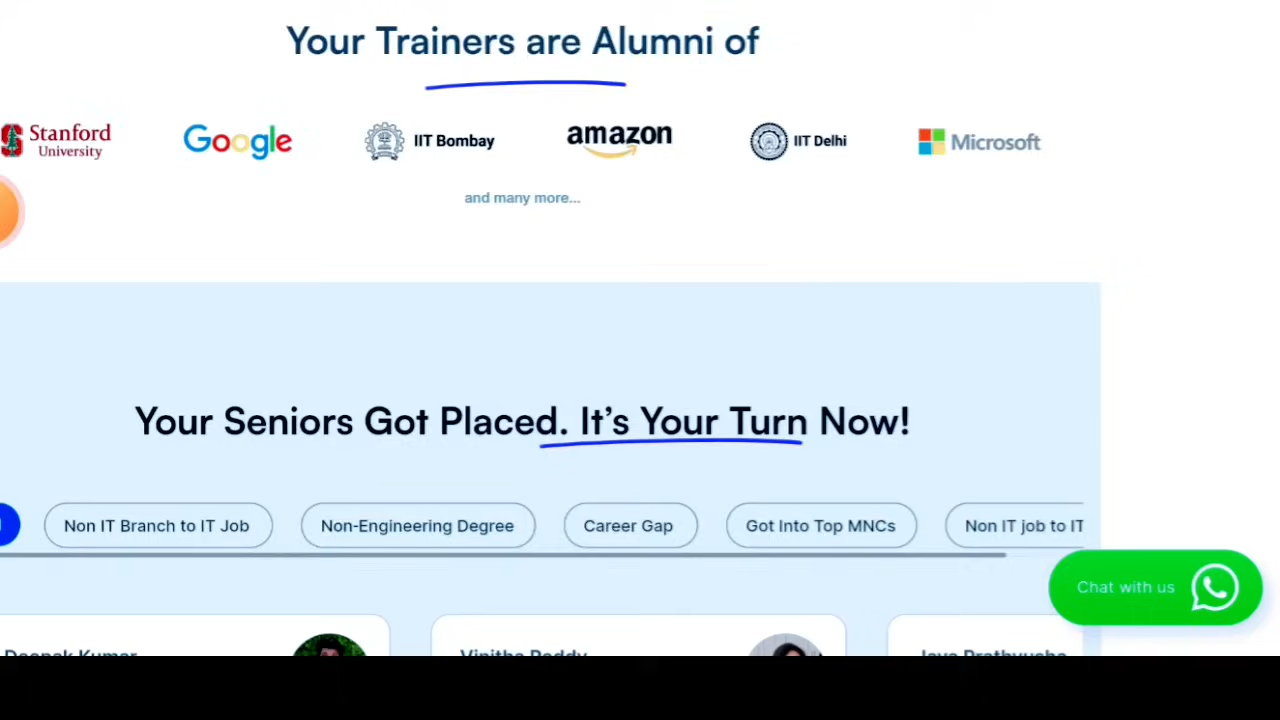 Your Trainers are Alumni of
Stanford University
Google
IIT Bombay
amazon
IIT Delhi
Microsoft
and many more...
Your Seniors Got Placed. It's Your Turn Now!
Non IT Branch to IT Job
Non-Engineering Degree
Career Gap
Got Into Top MNCs
Non IT job to IT
Chat with us
Deepak Kumar
Vinitha Reddy
Jaya Prathyusha